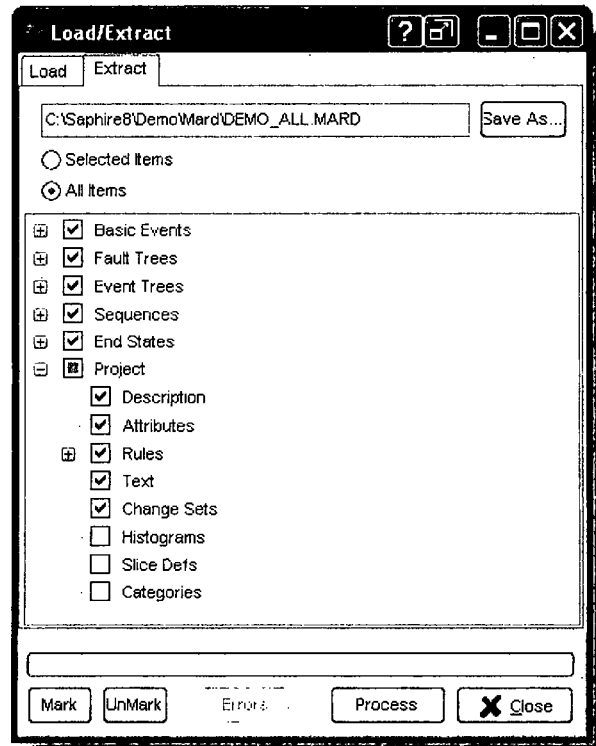 Load/Extract
Load Extract
C:\Saphire8\Demo\Mard\DEMO_ALL.MARD Save As...
Selected Items
All Items
Basic Events
Fault Trees
Event Trees
Sequences
End States
Project
Description
Attributes
Rules
Text
Change Sets
Histograms
Slice Defs
Categories
Mark UnMark Errors Process Close